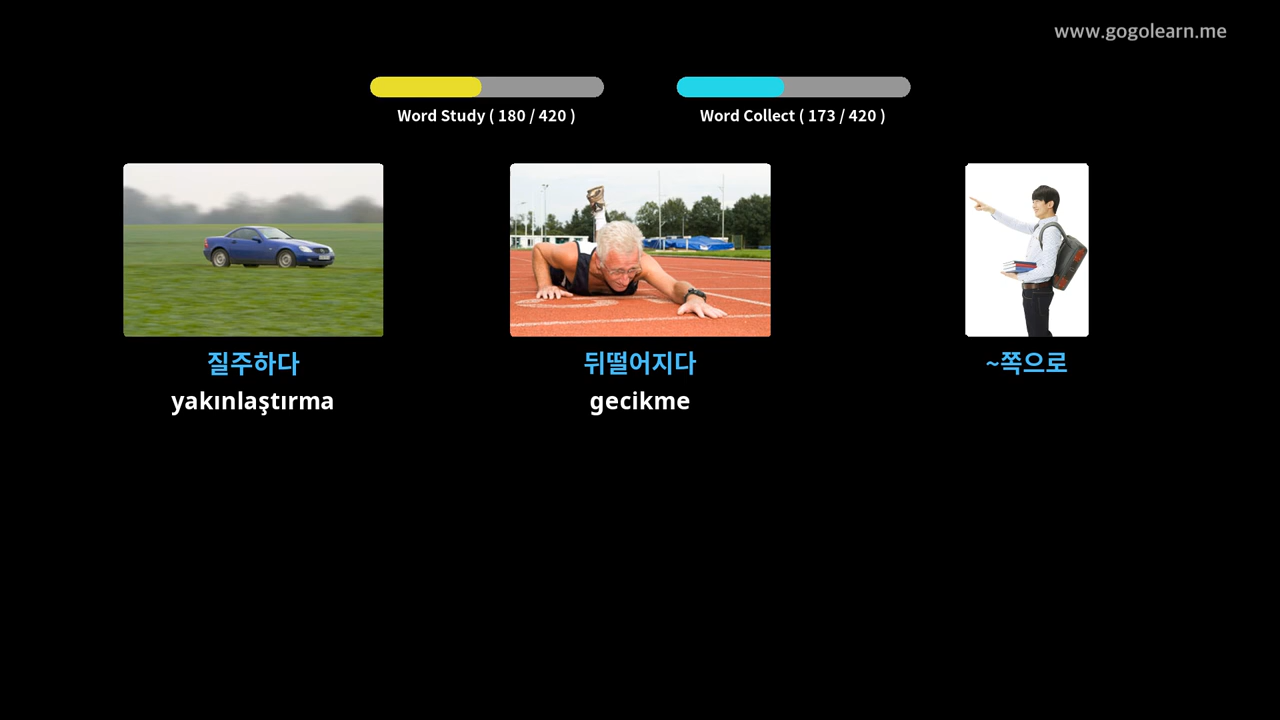 www.gogolearn.me
Word Study ( 180 / 420 )
Word Collect ( 173 / 420 )
질주하다
뒤떨어지다
~쪽으로
yakınlaştırma
gecikme